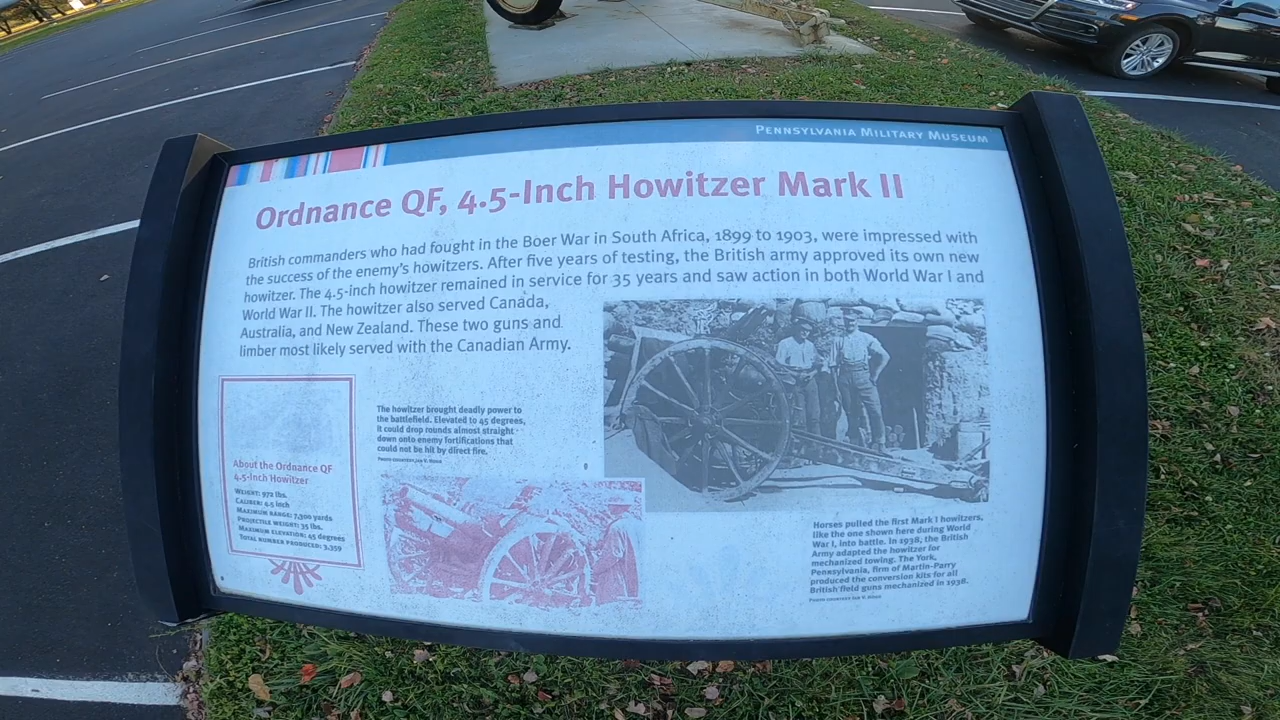 PENNSYLVANIA MILITARY MUSEUM
Ordnance QF, 4.5-Inch Howitzer Mark II
British commanders who had fought in the Boer War in South Africa, 1899 to 1903, were impressed with
the success of the enemy's howitzers. After five years of testing, the British army approved its own new
howitzer. The 4.5-inch howitzer remained in service for 35 years and saw action in both World War I and
World War II. The howitzer also served Canada,
Australia, and New Zealand. These two guns and
limber most likely served with the Canadian Army.
The howitzer brought deadly power to
the battlefield. Elevated to 45 degrees,
it could drop rounds almost straight
down onto enemy fortifications that
could not be hit by direct fire.
PHOTO COURTESY IAN V. HOGG
About the Ordnance QF
4.5-Inch Howitzer
WEIGHT: 972 lbs.
CALIBER: 4.5 inch
MAXIMUM RANGE: 7,300 yards
PROJECTILE WEIGHT: 35 lbs.
MAXIMUM ELEVATION: 45 degrees
TOTAL NUMBER PRODUCED: 3,359
Horses pulled the first Mark I howitzers,
like the one shown here during World
War I, into battle. In 1938, the British
Army adapted the howitzer for
mechanized towing. The York,
Pennsylvania, firm of Martin-Parry
produced the conversion kits for all
British field guns mechanized in 1938.
PHOTO COURTESY IAN V. HOGG